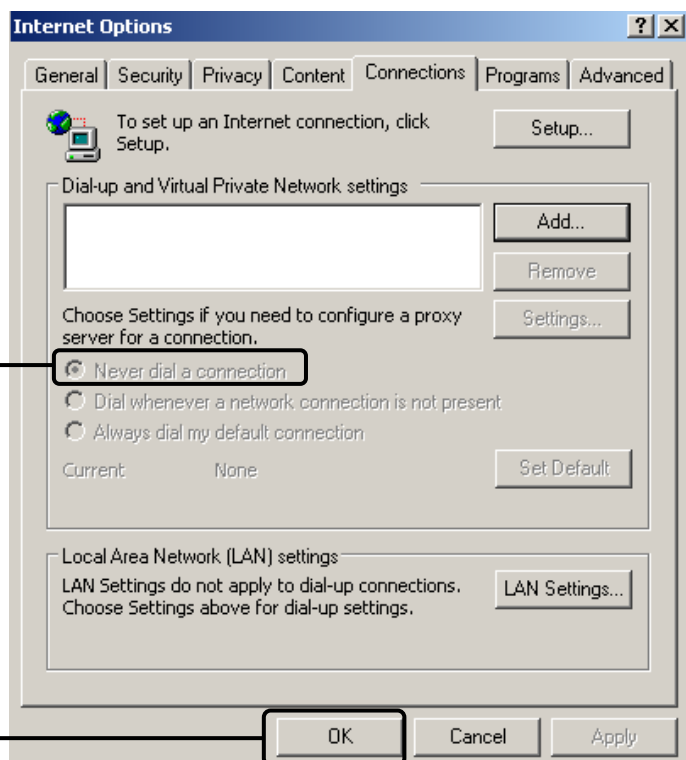 Internet Options
General Security Privacy Content Connections Programs Advanced
To set up an Internet connection, click
Setup.
Setup...
Dial-up and Virtual Private Network settings
Add...
Remove
Choose Settings if you need to configure a proxy
server for a connection.
Settings...
Never dial a connection
Dial whenever a network connection is not present
Always dial my default connection
Current None
Set Default
Local Area Network (LAN) settings
LAN Settings do not apply to dial-up connections.
Choose Settings above for dial-up settings.
LAN Settings...
OK Cancel Apply